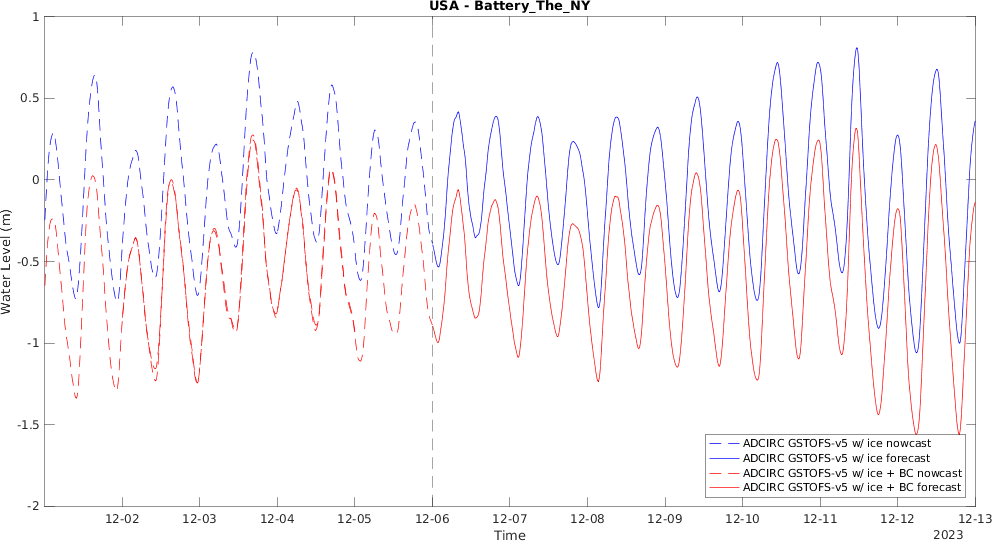 USA - Battery_The_NY
1
0.5
0
-0.5
-1
-1.5
-2
Water Level (m)
ADCIRC GSTOFS-v5 w/ ice nowcast
ADCIRC GSTOFS-v5 w/ ice forecast
ADCIRC GSTOFS-v5 w/ ice + BC nowcast
ADCIRC GSTOFS-v5 w/ ice + BC forecast
12-02 12-03 12-04 12-05 12-06 12-07 12-08 12-09 12-10 12-11 12-12 12-13
Time
2023